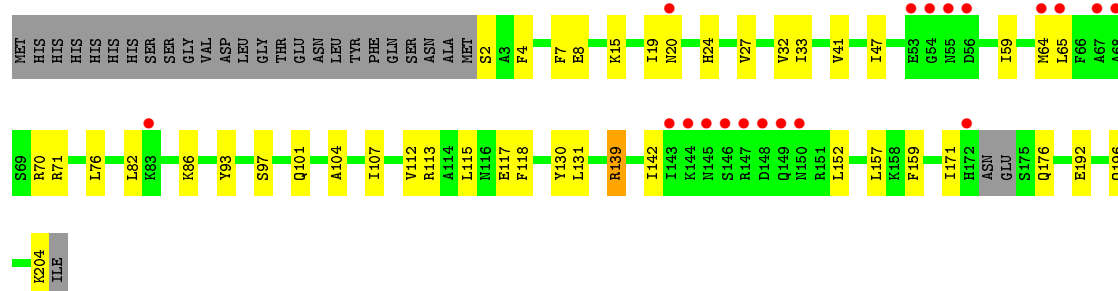 MET HIS HIS HIS HIS HIS HIS SER SER GLY VAL ASP LEU GLY THR GLU ASN LEU TYR PHE GLN SER ASN ALA MET S2 A3 F4 F7 E8 K15 I19 N20 H24 V27 V32 I33 V41 I47 E53 G54 N55 D56 I59 M64 L65 F66 A67 A68
S69 R70 R71 L76 L82 K83 K86 Y93 S97 Q101 A104 I107 V112 R113 A114 L115 N116 E117 F118 Y130 L131 R139 I142 I143 K144 N145 S146 R147 D148 Q149 N150 R151 L152 L157 K158 F159 I171 H172 ASN GLU S175 Q176 E192 Q196
K204 ILE